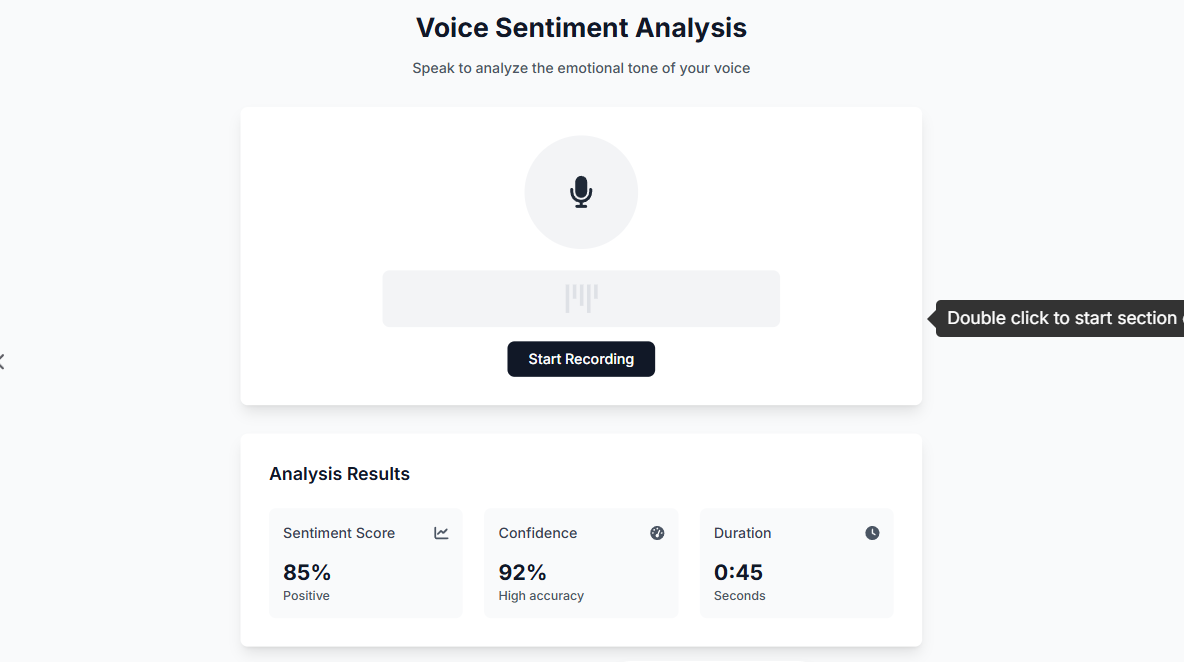 Voice Sentiment Analysis
Speak to analyze the emotional tone of your voice
Double click to start section
Start Recording
Analysis Results
Sentiment Score
85%
Positive
Confidence
92%
High accuracy
Duration
0:45
Seconds